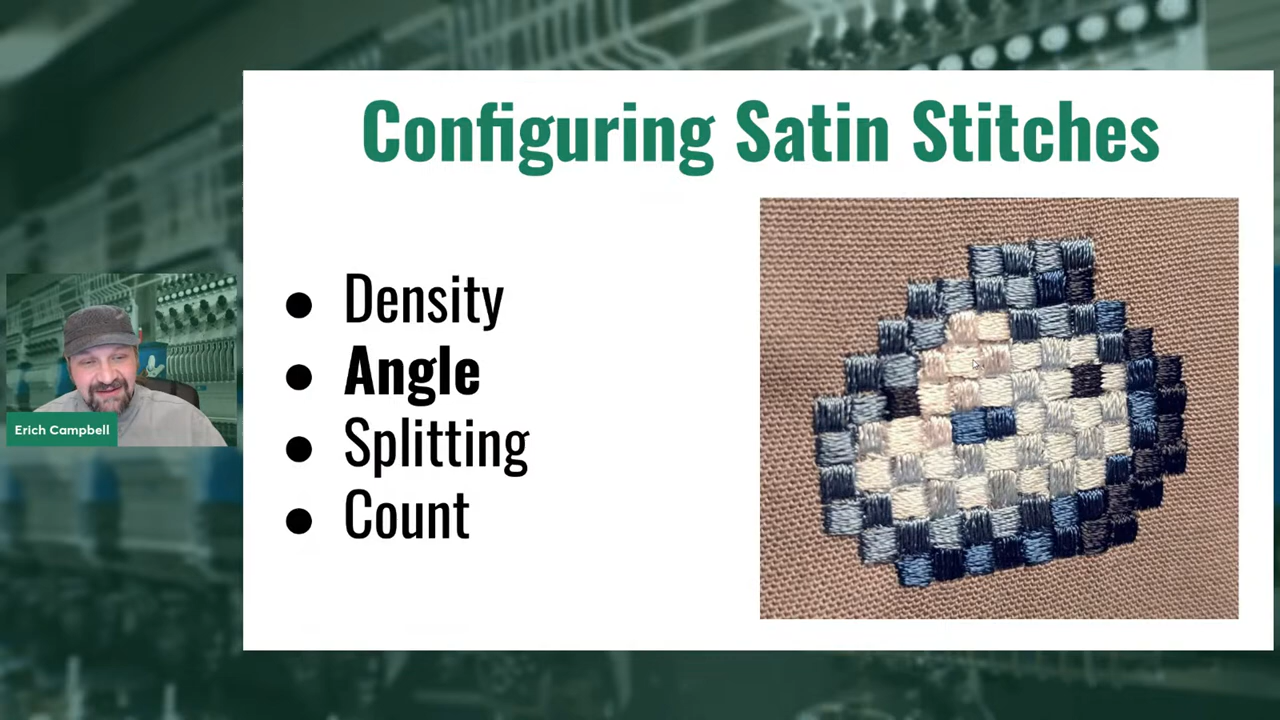 Configuring Satin Stitches
Density
Angle
Splitting
Count
Erich Campbell